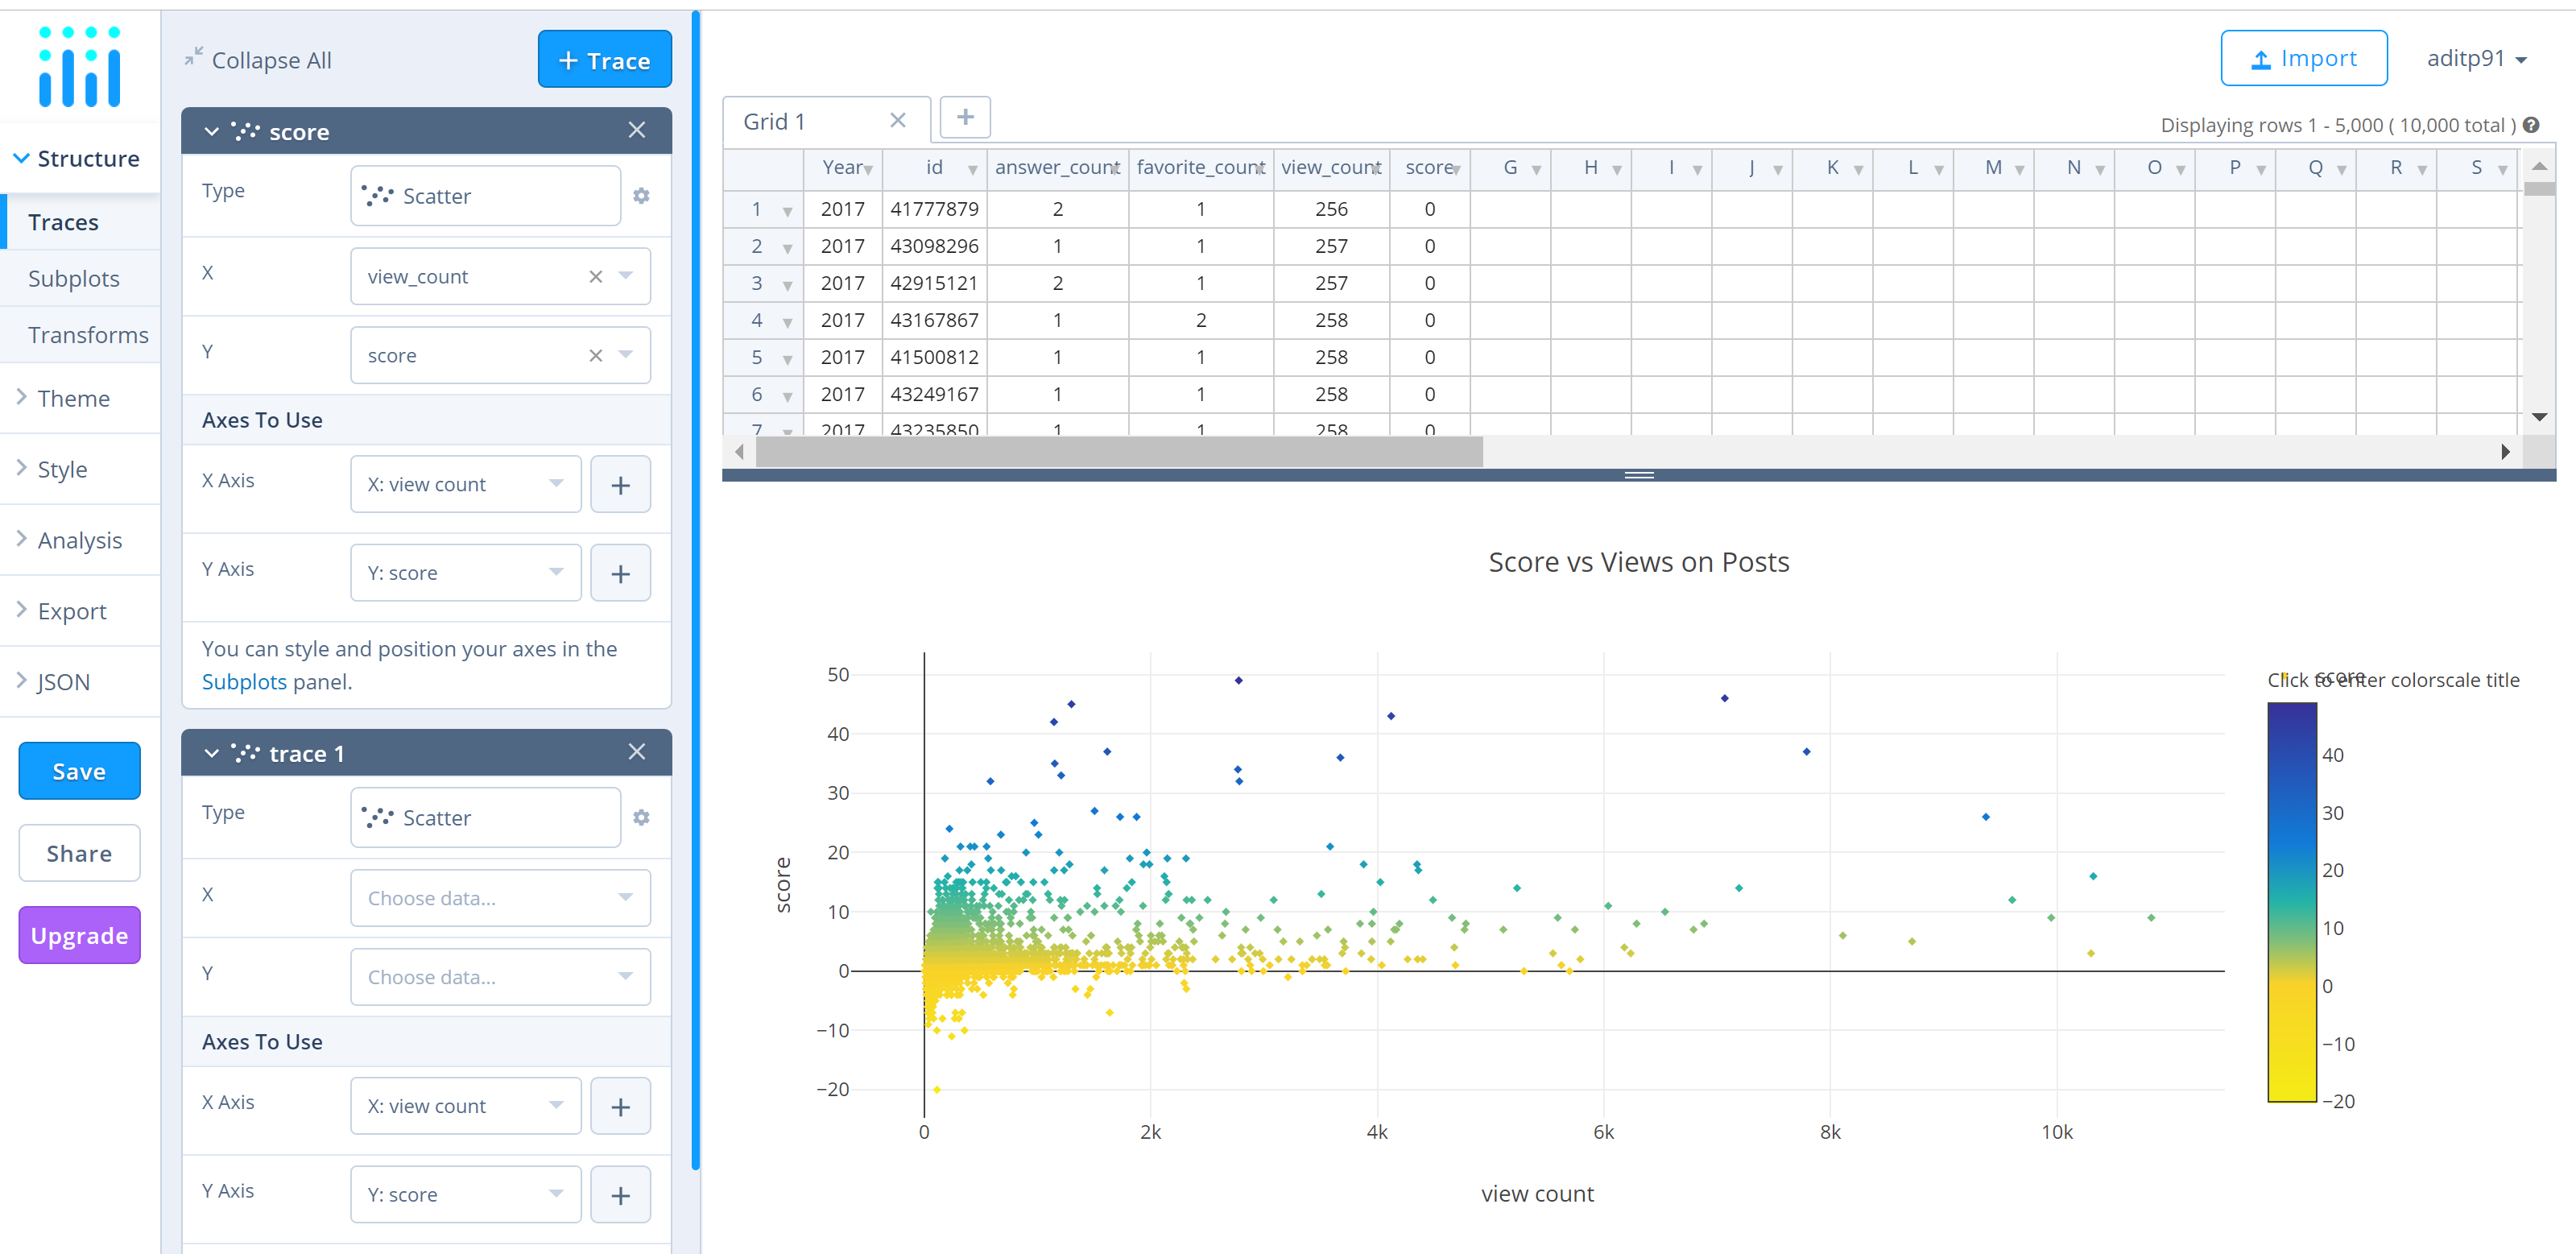 Collapse All
+ Trace
score
Type
Scatter
X
view_count
Y
score
Axes To Use
X Axis
X: view count
+
Y Axis
Y: score
+
You can style and position your axes in the
Subplots panel.
trace 1
Type
Scatter
X
Choose data...
Y
Choose data...
Axes To Use
X Axis
X: view count
+
Y Axis
Y: score
+
Structure
Traces
Subplots
Transforms
Theme
Style
Analysis
Export
JSON
Save
Share
Upgrade
Import
aditp91
Grid 1
+
Displaying rows 1 - 5,000 ( 10,000 total ) ?
Year id answer_count favorite_count view_count score G H I J K L M N O P Q R S
1 2017 41777879 2 1 256 0
2 2017 43098296 1 1 257 0
3 2017 42915121 2 1 257 0
4 2017 43167867 1 2 258 0
5 2017 41500812 1 1 258 0
6 2017 43249167 1 1 258 0
7 2017 43235850 1 1 258 0
Score vs Views on Posts
50
40
30
20
10
0
−10
−20
score
0 2k 4k 6k 8k 10k
view count
score
Click to enter colorscale title
40
30
20
10
0
−10
−20